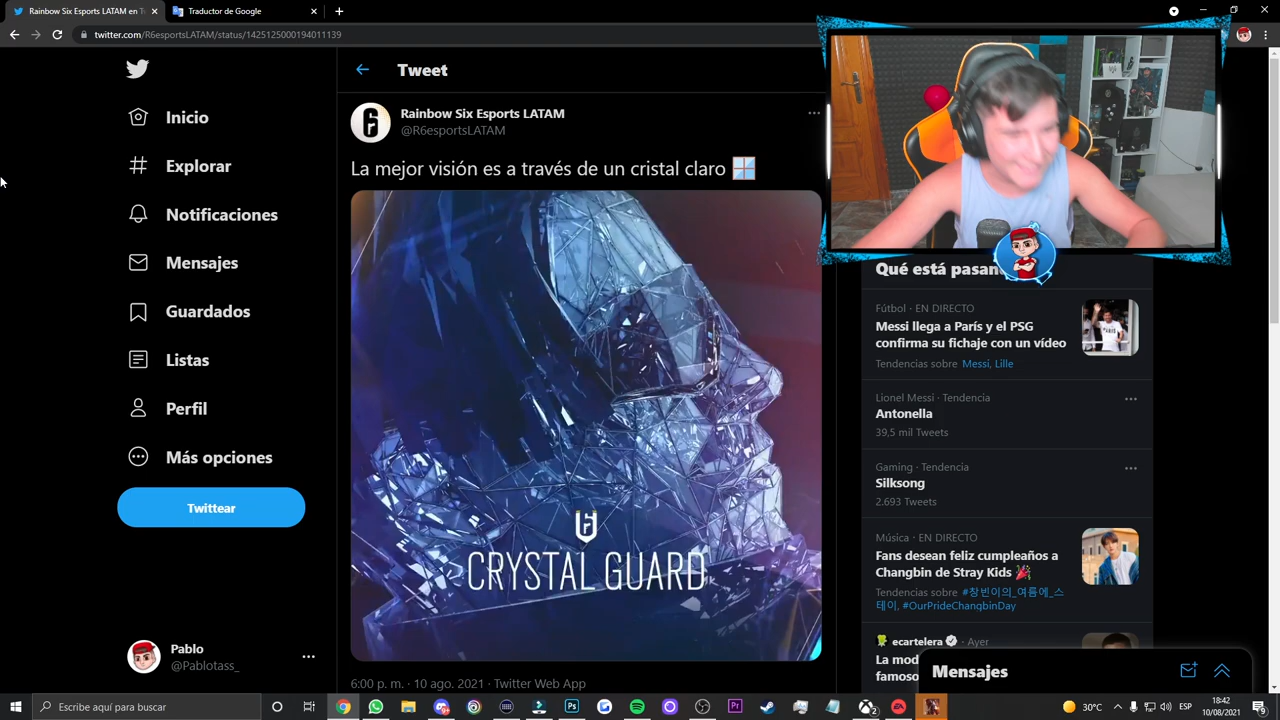 Rainbow Six Esports LATAM en T
Traductor de Google
twitter.com/R6esportsLATAM/status/1425125000194011139
Inicio
Explorar
Notificaciones
Mensajes
Guardados
Listas
Perfil
Más opciones
Twittear
Pablo
@Pablotass_
Tweet
Rainbow Six Esports LATAM
@R6esportsLATAM
La mejor visión es a través de un cristal claro
CRYSTAL GUARD
6:00 p. m. · 10 ago. 2021 · Twitter Web App
Qué está
Fútbol · EN DIRECTO
Messi llega a París y el PSG
confirma su fichaje con un vídeo
Tendencias sobre Messi, Lille
Lionel Messi · Tendencia
Antonella
39,5 mil Tweets
Gaming · Tendencia
Silksong
2.693 Tweets
Música · EN DIRECTO
Fans desean feliz cumpleaños a
Changbin de Stray Kids
Tendencias sobre #창빈이의_여름에_스
테이, #OurPrideChangbinDay
ecartelera · Ayer
La mod
famoso
Mensajes
Escribe aquí para buscar
30°C
ESP
18:42
10/08/2021